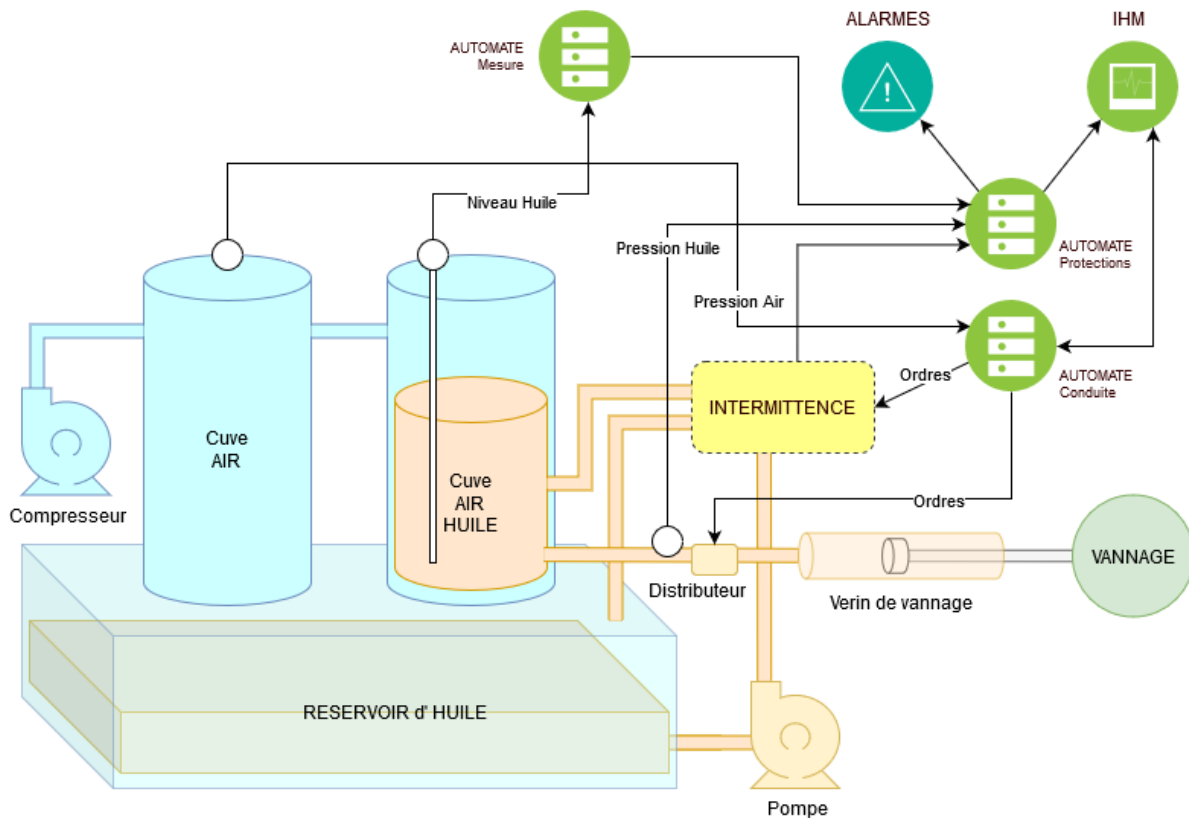 ALARMES
IHM
AUTOMATE
Mesure
!
Niveau Huile
Pression Huile
AUTOMATE
Protections
Pression Air
AUTOMATE
Conduite
Ordres
INTERMITTENCE
Cuve
AIR
Cuve
AIR
HUILE
Compresseur
Ordres
Distributeur
VANNAGE
Verin de vannage
RESERVOIR d' HUILE
Pompe